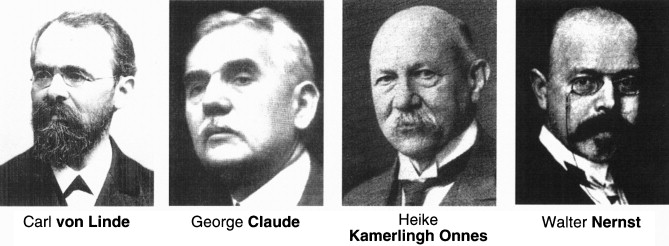 Carl von Linde
George Claude
Heike
Kamerlingh Onnes
Walter Nernst